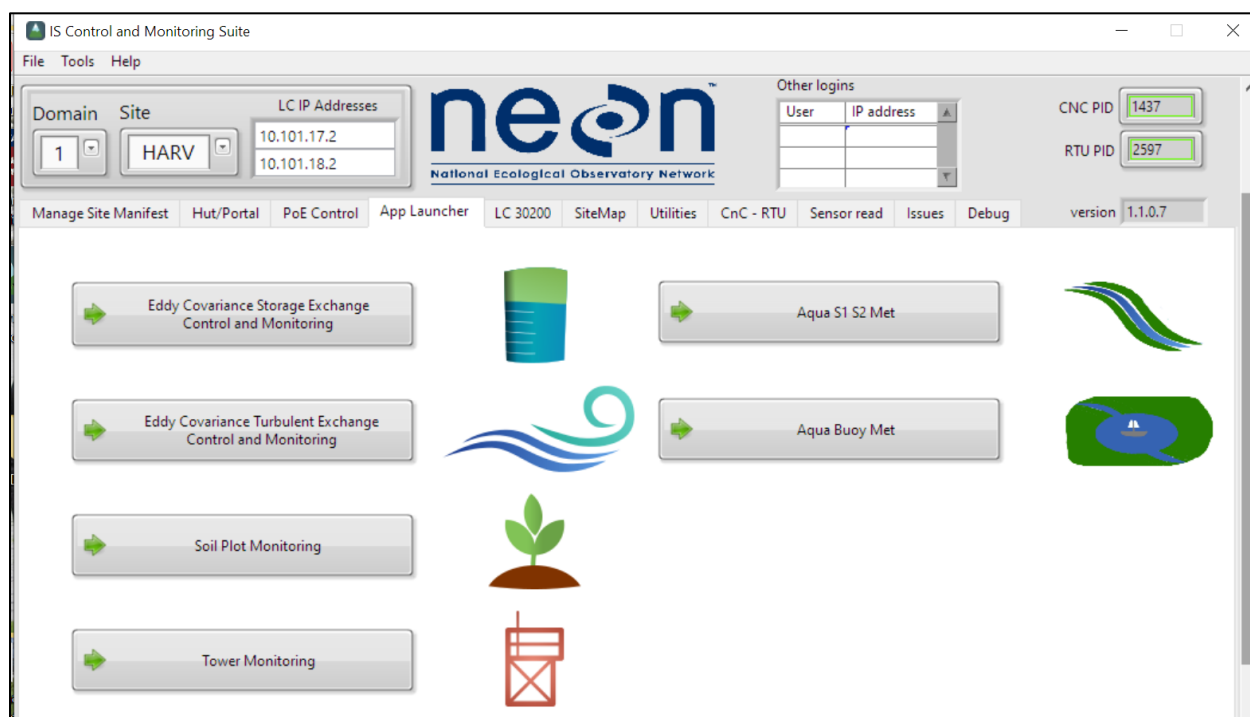 IS Control and Monitoring Suite
File Tools Help
Domain Site
LC IP Addresses
1
HARV
10.101.17.2
10.101.18.2
neon™
National Ecological Observatory Network
Other logins
User IP address
CNC PID 1437
RTU PID 2597
Manage Site Manifest Hut/Portal PoE Control App Launcher LC 30200 SiteMap Utilities CnC - RTU Sensor read Issues Debug
version 1.1.0.7
Eddy Covariance Storage Exchange
Control and Monitoring
Aqua S1 S2 Met
Eddy Covariance Turbulent Exchange
Control and Monitoring
Aqua Buoy Met
Soil Plot Monitoring
Tower Monitoring